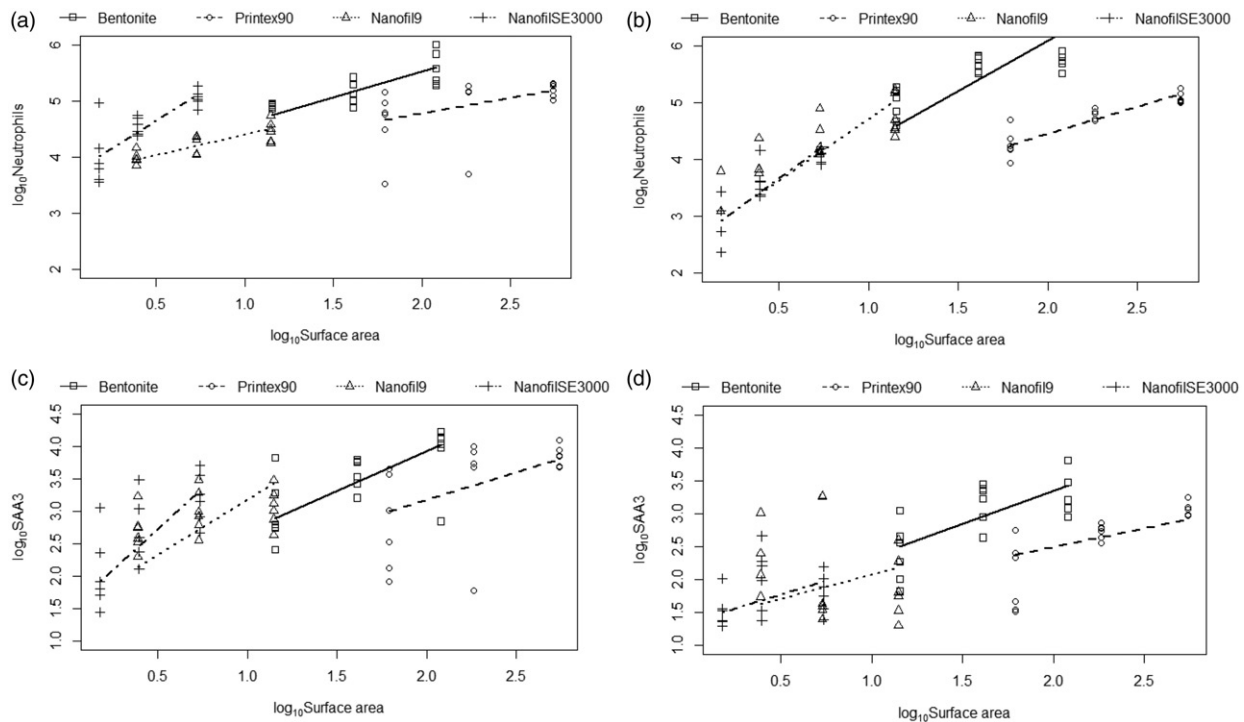 (a)
Bentonite Printex90 Nanofil9 NanofilSE3000
log10Neutrophils
6
5
4
3
2
0.5 1.0 1.5 2.0 2.5
log10Surface area
(b)
Bentonite Printex90 Nanofil9 NanofilSE3000
log10Neutrophils
6
5
4
3
2
0.5 1.0 1.5 2.0 2.5
log10Surface area
(c)
Bentonite Printex90 Nanofil9 NanofilSE3000
log10SAA3
4.5
4.0
3.5
3.0
2.5
2.0
1.5
1.0
0.5 1.0 1.5 2.0 2.5
log10Surface area
(d)
Bentonite Printex90 Nanofil9 NanofilSE3000
log10SAA3
4.5
4.0
3.5
3.0
2.5
2.0
1.5
1.0
0.5 1.0 1.5 2.0 2.5
log10Surface area